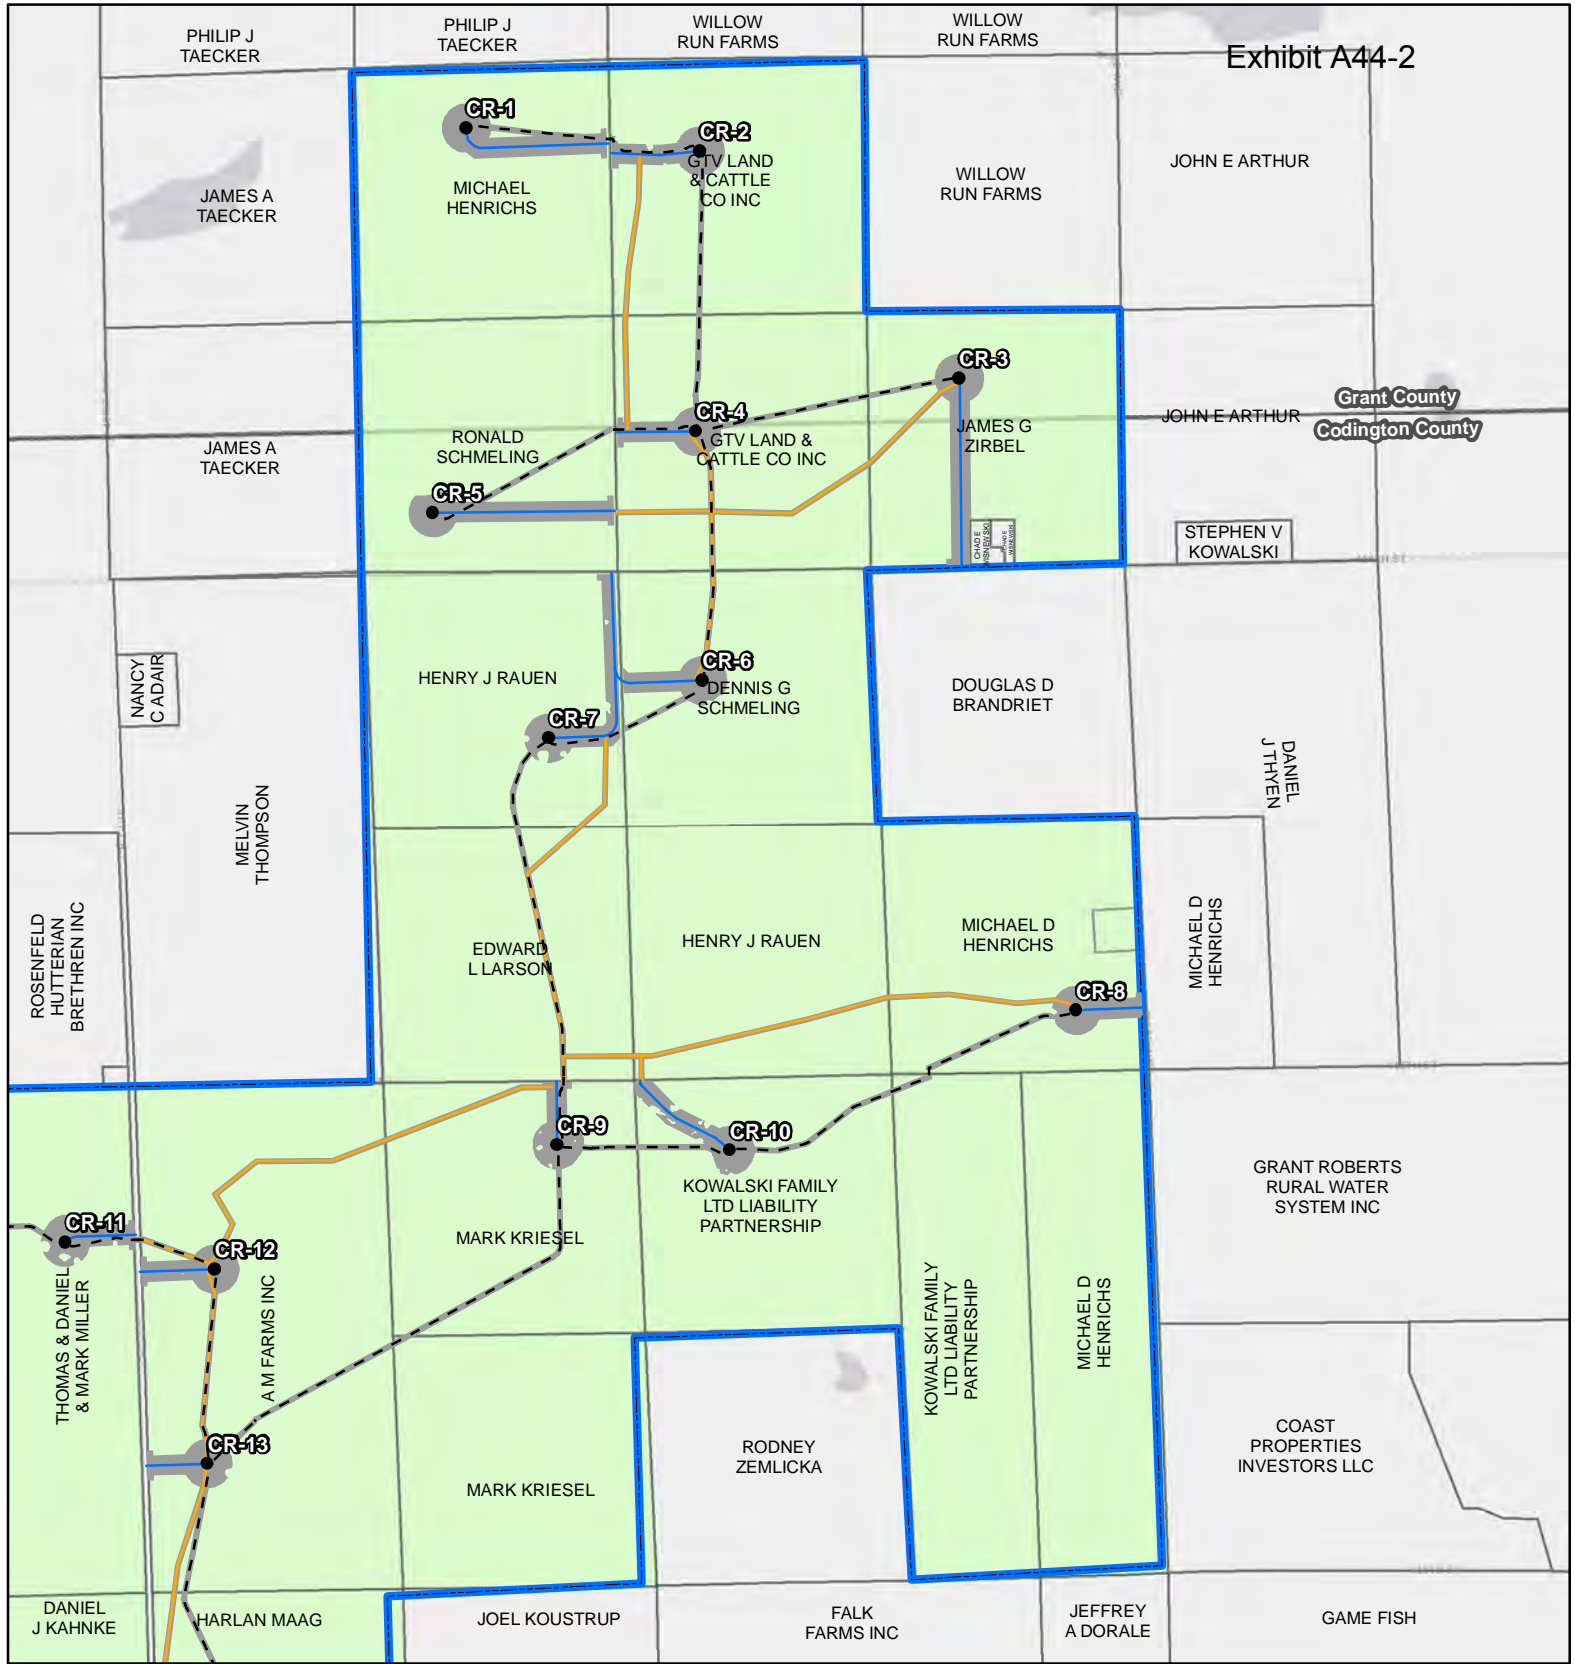 PHILIP J
TAECKER
PHILIP J
TAECKER
WILLOW
RUN FARMS
WILLOW
RUN FARMS
Exhibit A44-2
CR-1
CR-2
GTV LAND
& CATTLE
CO INC
JAMES A
TAECKER
MICHAEL
HENRICHS
WILLOW
RUN FARMS
JOHN E ARTHUR
CR-3
Grant County
JOHN E ARTHUR
Codington County
CR-4
GTV LAND &
CATTLE CO INC
JAMES G
ZIRBEL
RONALD
SCHMELING
JAMES A
TAECKER
CR-5
CHAD E
WISNEWSKI
CHAD E
WISNEWSKI
STEPHEN V
KOWALSKI
NANCY
C ADAIR
HENRY J RAUEN
CR-6
DENNIS G
SCHMELING
DOUGLAS D
BRANDRIET
CR-7
DANIEL
J THYEN
MELVIN
THOMPSON
ROSENFELD
HUTTERIAN
BRETHREN INC
EDWARD
L LARSON
HENRY J RAUEN
MICHAEL D
HENRICHS
MICHAEL D
HENRICHS
CR-8
CR-9
CR-10
KOWALSKI FAMILY
LTD LIABILITY
PARTNERSHIP
GRANT ROBERTS
RURAL WATER
SYSTEM INC
CR-11
CR-12
MARK KRIESEL
THOMAS & DANIEL
& MARK MILLER
A M FARMS INC
KOWALSKI FAMILY
LTD LIABILITY
PARTNERSHIP
MICHAEL D
HENRICHS
CR-13
MARK KRIESEL
RODNEY
ZEMLICKA
COAST
PROPERTIES
INVESTORS LLC
DANIEL
J KAHNKE
HARLAN MAAG
JOEL KOUSTRUP
FALK
FARMS INC
JEFFREY
A DORALE
GAME FISH